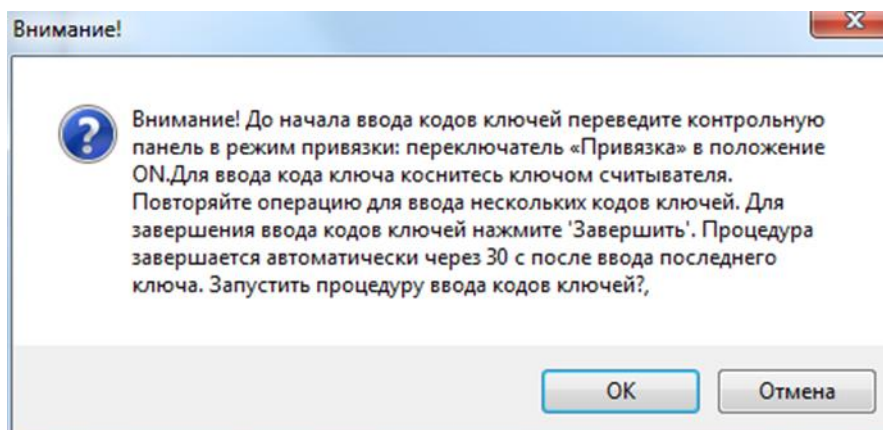 Внимание!
Внимание! До начала ввода кодов ключей переведите контрольную
панель в режим привязки: переключатель «Привязка» в положение
ON.Для ввода кода ключа коснитесь ключом считывателя.
Повторяйте операцию для ввода нескольких кодов ключей. Для
завершения ввода кодов ключей нажмите 'Завершить'. Процедура
завершается автоматически через 30 с после ввода последнего
ключа. Запустить процедуру ввода кодов ключей?,
ОК
Отмена